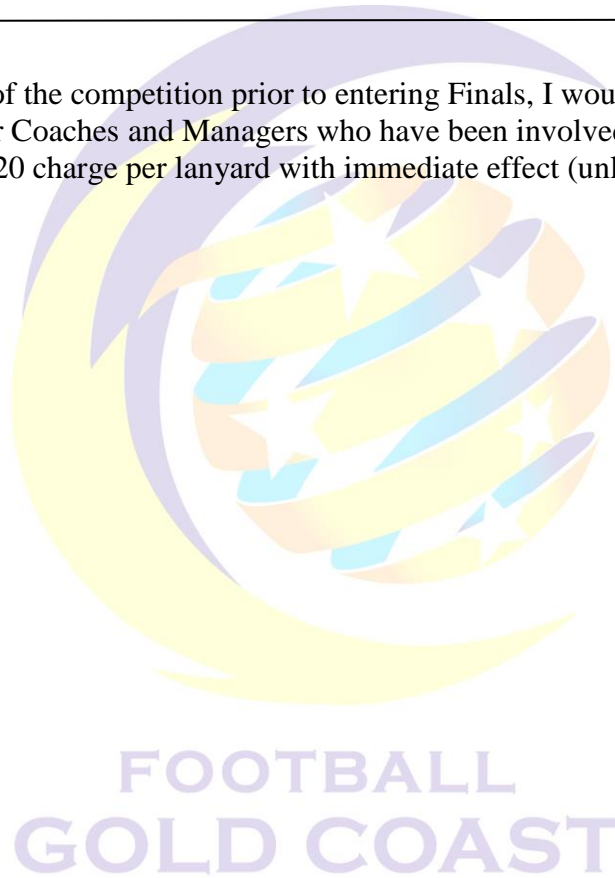 of the competition prior to entering Finals, I wou
r Coaches and Managers who have been involved
20 charge per lanyard with immediate effect (unl
FOOTBALL
GOLD COAST